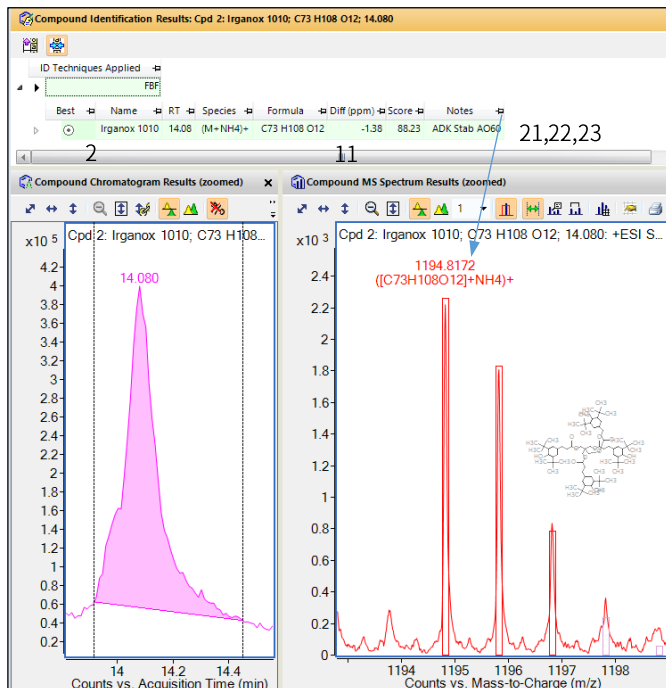 Compound Identification Results: Cpd 2: Irganox 1010; C73 H108 O12; 14.080
ID Techniques Applied
FBF
Best Name RT Species Formula Diff (ppm) Score Notes
Irganox 1010 14.08 (M+NH4)+ C73 H108 O12 -1.38 88.23 ADK Stab AO60
21,22,23
2 11
Compound Chromatogram Results (zoomed)
x10 5
Cpd 2: Irganox 1010; C73 H108...
14.080
4.2
4
3.8
3.6
3.4
3.2
3
2.8
2.6
2.4
2.2
2
1.8
1.6
1.4
1.2
1
0.8
0.6
0.4
0.2
14 14.2 14.4
Counts vs. Acquisition Time (min)
Compound MS Spectrum Results (zoomed)
1
x10 3
Cpd 2: Irganox 1010; C73 H108 O12; 14.080: +ESI S...
1194.8172
([C73H108O12]+NH4)+
2.4
2.2
2
1.8
1.6
1.4
1.2
1
0.8
0.6
0.4
0.2
0
1194 1195 1196 1197 1198
Counts vs. Mass-to-Charge (m/z)